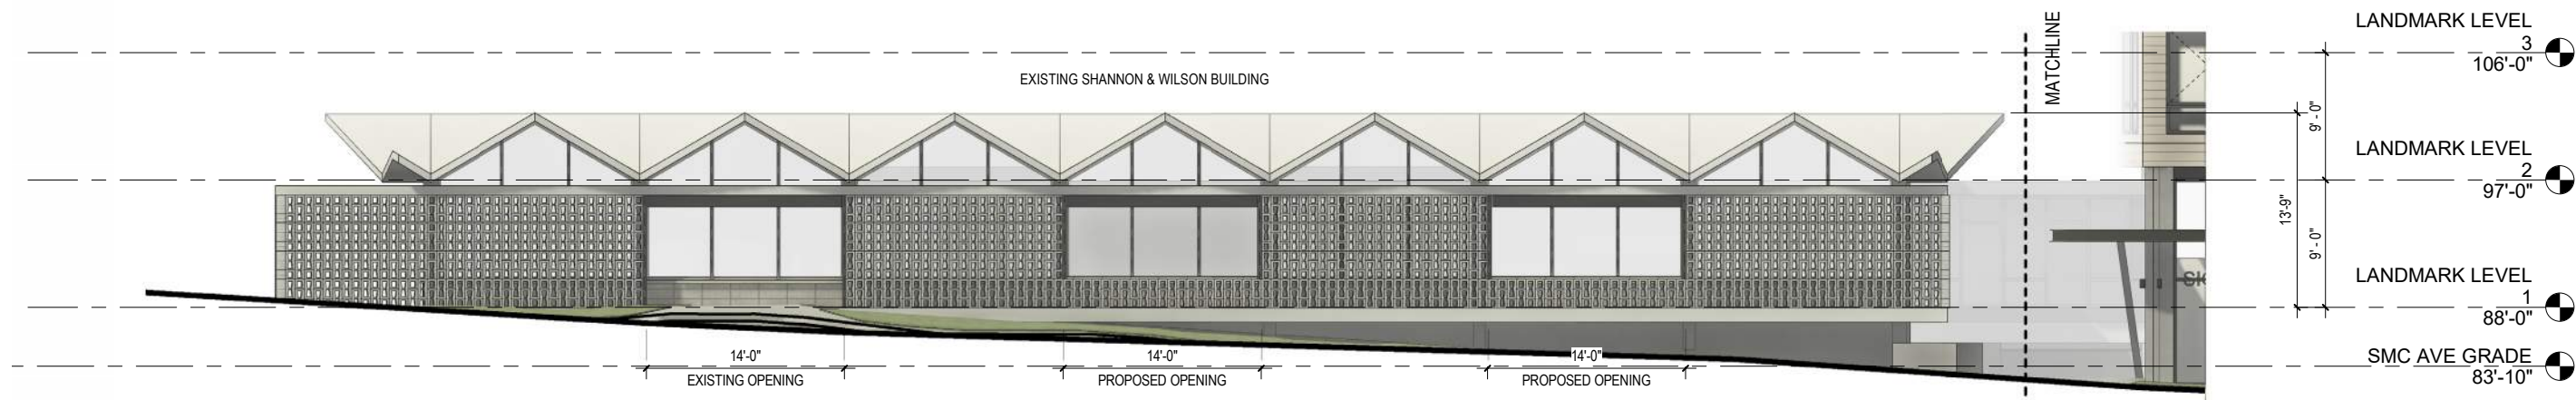 LANDMARK LEVEL
3
106'-0"
MATCHLINE
EXISTING SHANNON & WILSON BUILDING
9' - 0"
LANDMARK LEVEL
2
97'-0"
13'-9"
9' - 0"
SK
LANDMARK LEVEL
1
88'-0"
14'-0"
14'-0"
14'-0"
SMC AVE GRADE
83'-10"
EXISTING OPENING
PROPOSED OPENING
PROPOSED OPENING